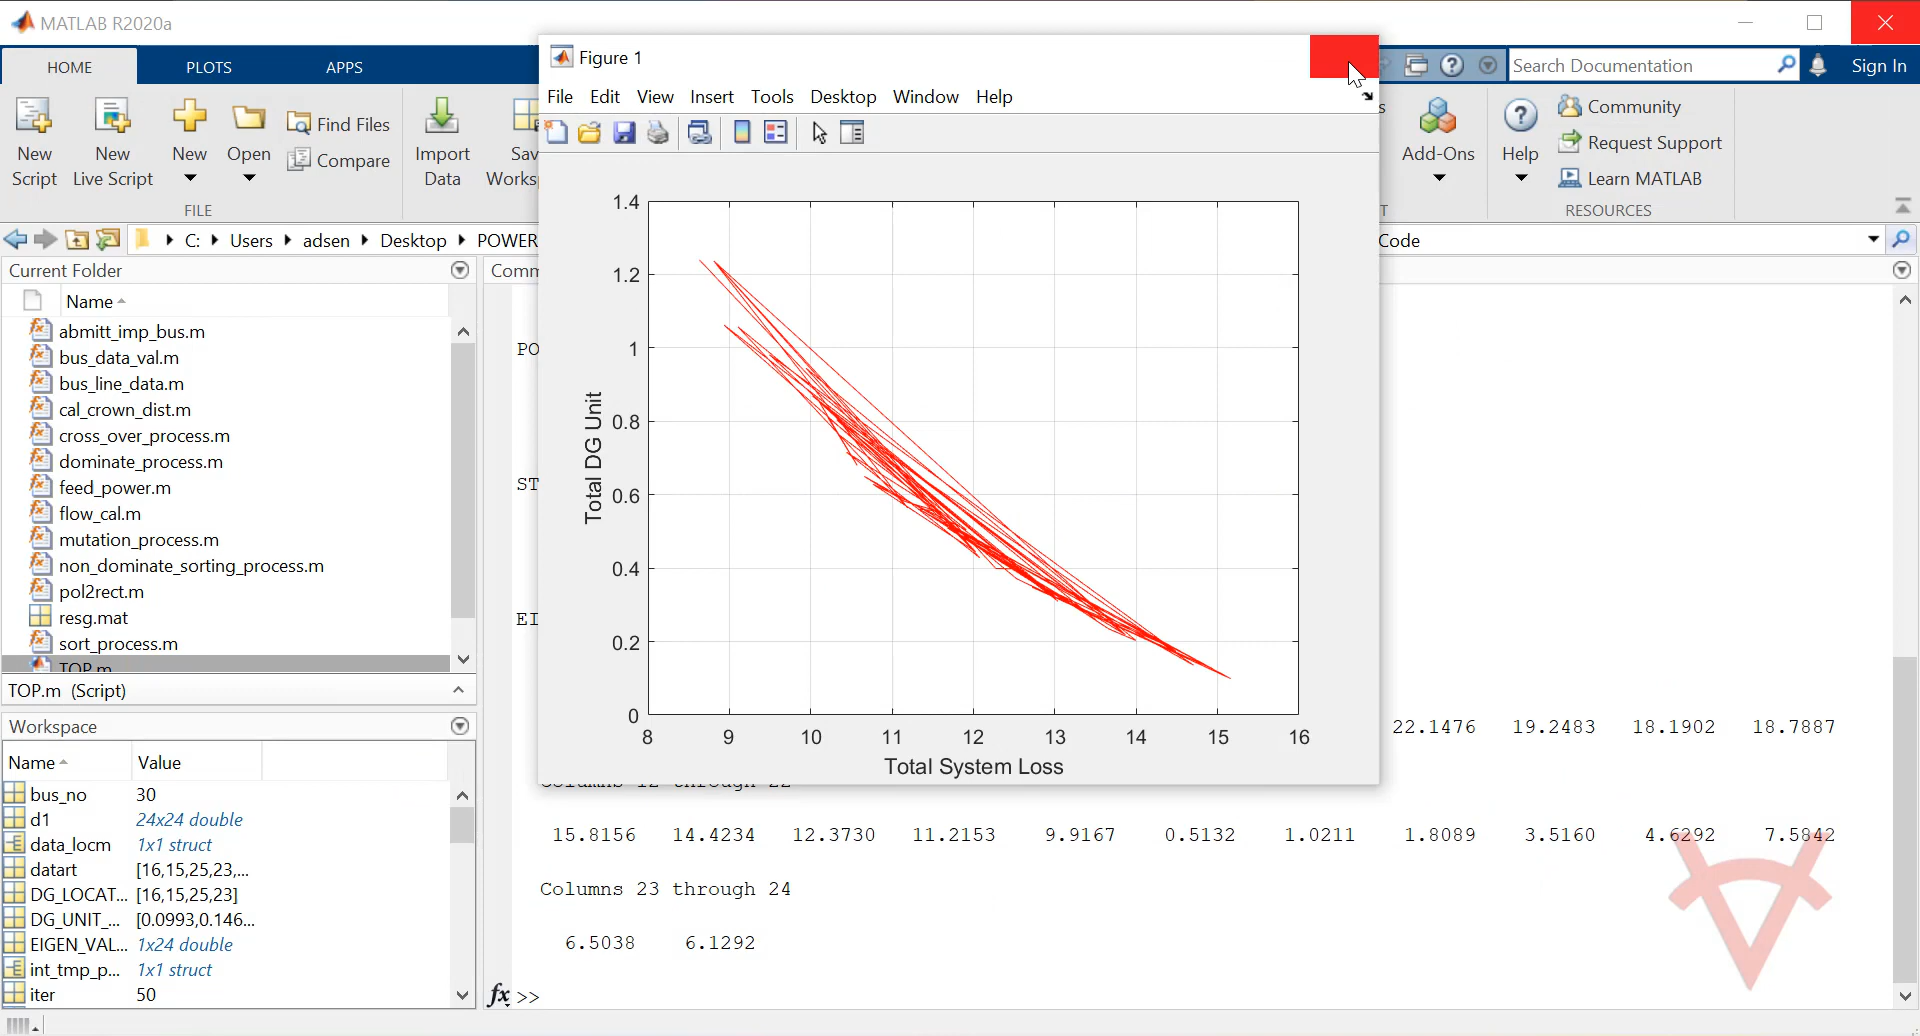 MATLAB R2020a
HOME
PLOTS
APPS
Search Documentation
Sign In
New
Script
New
Live Script
New
Open
Find Files
Compare
FILE
Import
Data
Add-Ons
Help
Community
Request Support
Learn MATLAB
RESOURCES
C:
Users
adsen
Desktop
POWER
Code
Current Folder
Name
abmitt_imp_bus.m
bus_data_val.m
bus_line_data.m
cal_crown_dist.m
cross_over_process.m
dominate_process.m
feed_power.m
flow_cal.m
mutation_process.m
non_dominate_sorting_process.m
pol2rect.m
resg.mat
sort_process.m
TOP.m
TOP.m (Script)
Workspace
Name
Value
bus_no 30
d1 24x24 double
data_locm 1x1 struct
datart [16,15,25,23,...
DG_LOCAT... [16,15,25,23]
DG_UNIT_... [0.0993,0.146...
EIGEN_VAL... 1x24 double
int_tmp_p... 1x1 struct
iter 50
Figure 1
File Edit View Insert Tools Desktop Window Help
1.4
1.2
1
0.8
0.6
0.4
0.2
0
Total DG Unit
8 9 10 11 12 13 14 15 16
Total System Loss
PO
ST
EI
22.1476 19.2483 18.1902 18.7887
15.8156 14.4234 12.3730 11.2153 9.9167 0.5132 1.0211 1.8089 3.5160 4.6292 7.5842
Columns 23 through 24
6.5038 6.1292
fx >>